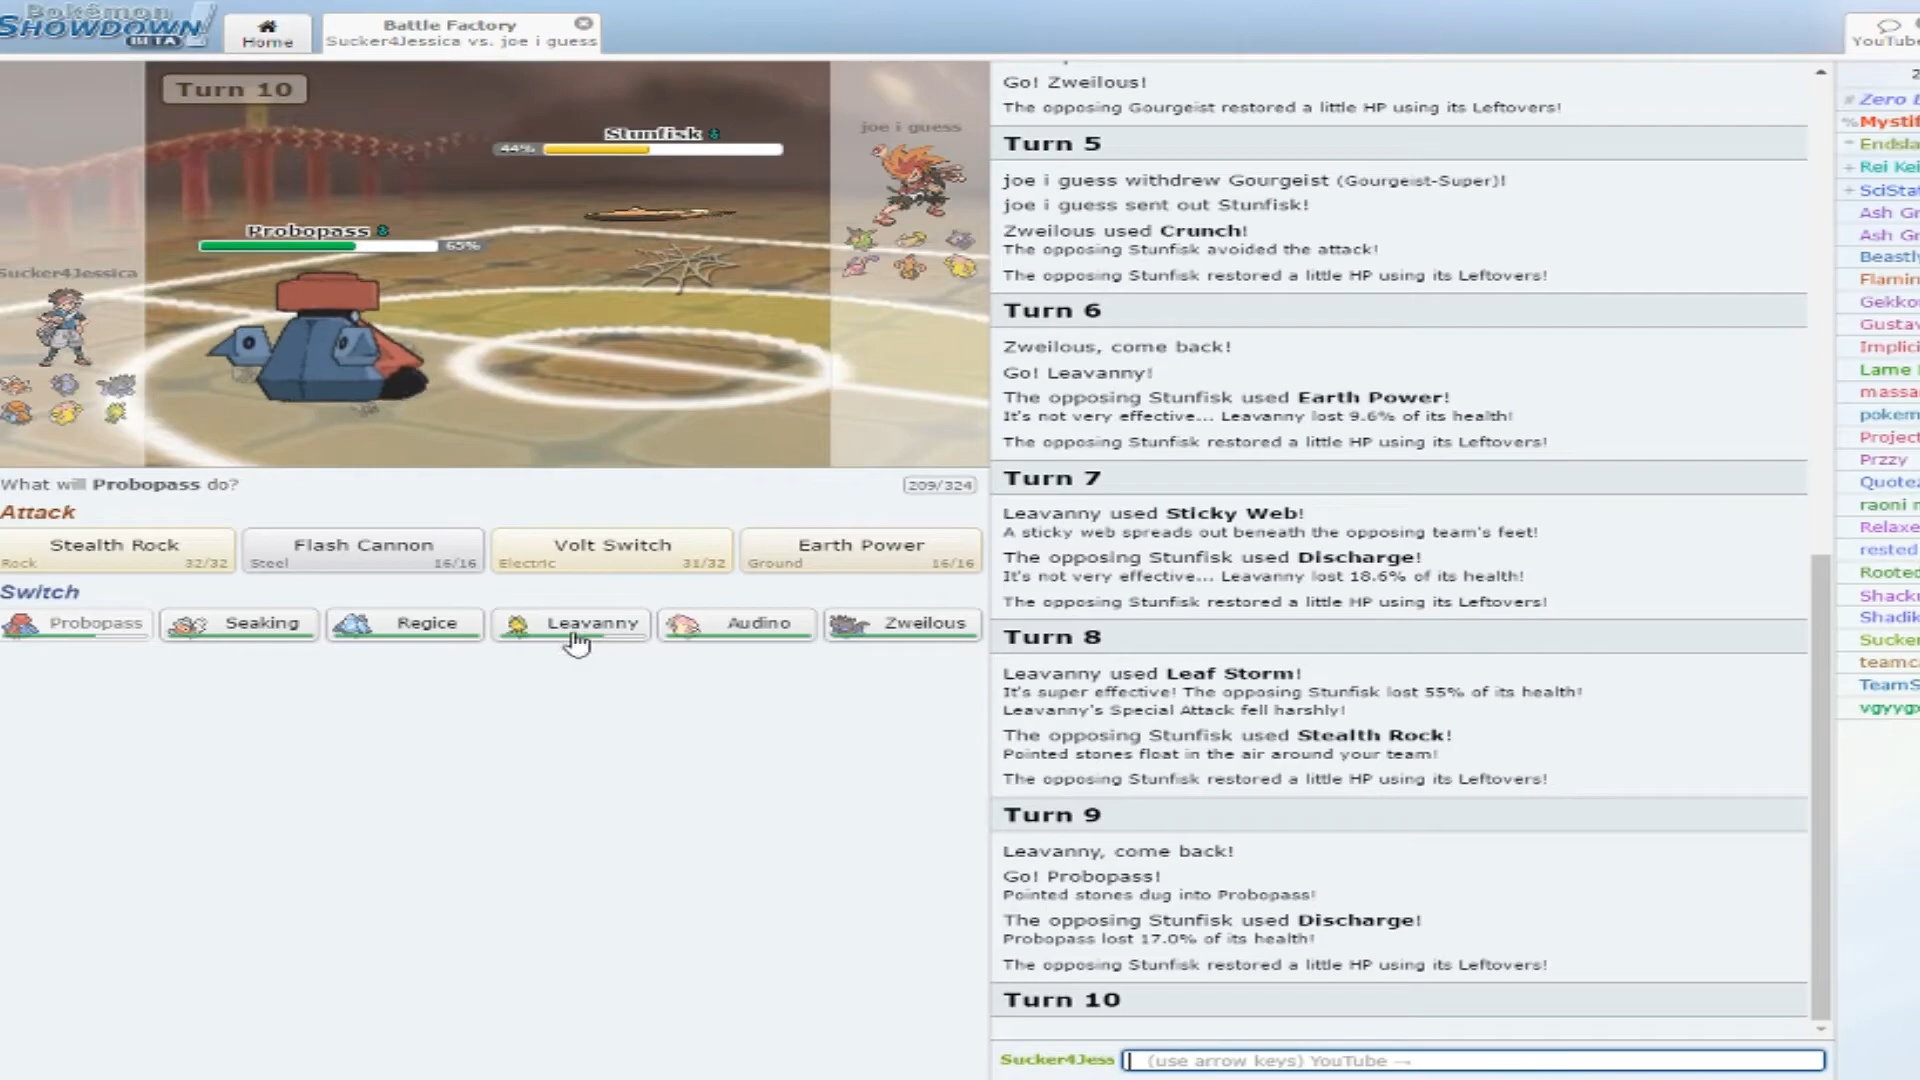 Pokémon
SHOWDOWN!
BETA
Home
Battle Factory
Sucker4Jessica vs. joe i guess
YouTube
Turn 10
Stunfisk
44%
joe i guess
Probopass
65%
Sucker4Jessica
What will Probopass do?
209/324
Attack
Stealth Rock
Rock 32/32
Flash Cannon
Steel 16/16
Volt Switch
Electric 31/32
Earth Power
Ground 16/16
Switch
Probopass
Seaking
Regice
Leavanny
Audino
Zweilous
Go! Zweilous!
The opposing Gourgeist restored a little HP using its Leftovers!
Turn 5
joe i guess withdrew Gourgeist (Gourgeist-Super)!
joe i guess sent out Stunfisk!
Zweilous used Crunch!
The opposing Stunfisk avoided the attack!
The opposing Stunfisk restored a little HP using its Leftovers!
Turn 6
Zweilous, come back!
Go! Leavanny!
The opposing Stunfisk used Earth Power!
It's not very effective... Leavanny lost 9.6% of its health!
The opposing Stunfisk restored a little HP using its Leftovers!
Turn 7
Leavanny used Sticky Web!
A sticky web spreads out beneath the opposing team's feet!
The opposing Stunfisk used Discharge!
It's not very effective... Leavanny lost 18.6% of its health!
The opposing Stunfisk restored a little HP using its Leftovers!
Turn 8
Leavanny used Leaf Storm!
It's super effective! The opposing Stunfisk lost 55% of its health!
Leavanny's Special Attack fell harshly!
The opposing Stunfisk used Stealth Rock!
Pointed stones float in the air around your team!
The opposing Stunfisk restored a little HP using its Leftovers!
Turn 9
Leavanny, come back!
Go! Probopass!
Pointed stones dug into Probopass!
The opposing Stunfisk used Discharge!
Probopass lost 17.0% of its health!
The opposing Stunfisk restored a little HP using its Leftovers!
Turn 10
Sucker4Jess
(use arrow keys) YouTube →
2
# Zero
% Mystif
Endsla
+ Rei Kei
+ SciStat
Ash Gr
Ash Gr
Beastly
Flamin
Gekko
Gustav
Implici
Lame
massa
pokem
Project
Przzy
Quotez
raoni
Relaxe
rested
Rooted
Shack
Shadik
Sucker
teamc
TeamS
vgyyg